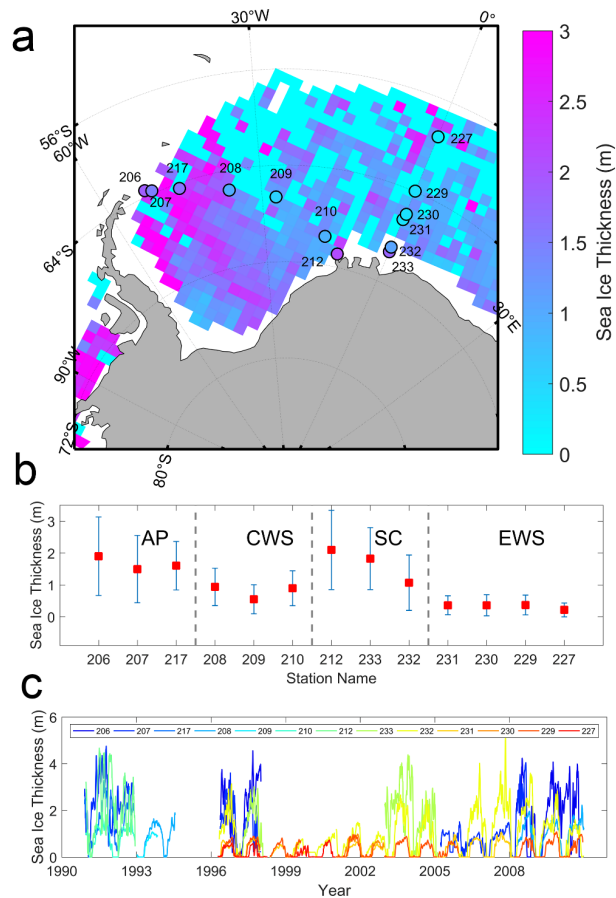 a
30°W
0°
56°S
60°W
64°S
90°W
72°S
80°S
30°E
206
207
217
208
209
210
212
227
229
230
231
232
233
3
2.5
2
1.5
1
0.5
0
Sea Ice Thickness (m)
b
Sea Ice Thickness (m)
3
2
1
0
AP
CWS
SC
EWS
206 207 217 208 209 210 212 233 232 231 230 229 227
Station Name
c
Sea Ice Thickness (m)
6
4
2
0
206 207 217 208 209 210 212 233 232 231 230 229 227
1990 1993 1996 1999 2002 2005 2008
Year